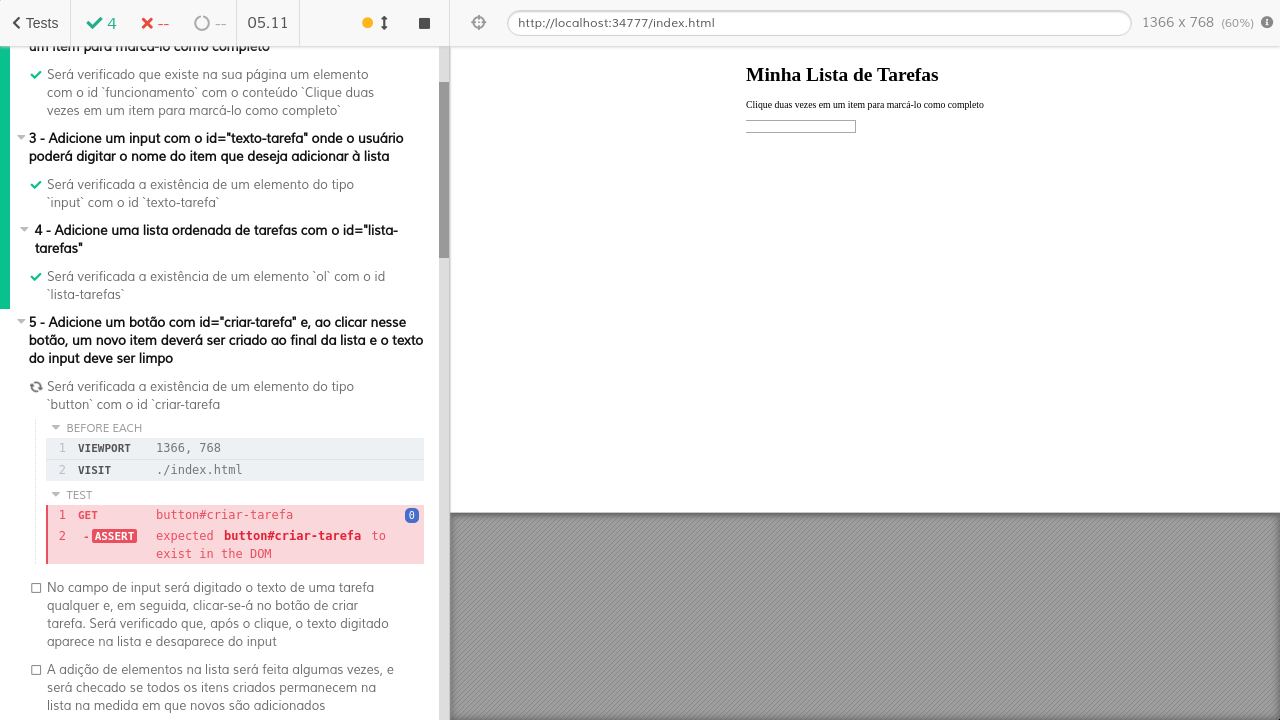 Tests
4
--
--
05.11
http://localhost:34777/index.html
1366 x 768 (60%)
um item para marcá-lo como completo
Será verificado que existe na sua página um elemento
com o id `funcionamento` com o conteúdo `Clique duas
vezes em um item para marcá-lo como completo`
3 - Adicione um input com o id="texto-tarefa" onde o usuário
poderá digitar o nome do item que deseja adicionar à lista
Será verificada a existência de um elemento do tipo
`input` com o id `texto-tarefa`
4 - Adicione uma lista ordenada de tarefas com o id="lista-
tarefas"
Será verificada a existência de um elemento `ol` com o id
`lista-tarefas`
5 - Adicione um botão com id="criar-tarefa" e, ao clicar nesse
botão, um novo item deverá ser criado ao final da lista e o texto
do input deve ser limpo
Será verificada a existência de um elemento do tipo
`button` com o id `criar-tarefa
BEFORE EACH
1 VIEWPORT 1366, 768
2 VISIT ./index.html
TEST
1 GET button#criar-tarefa 0
2 -ASSERT expected button#criar-tarefa to
exist in the DOM
No campo de input será digitado o texto de uma tarefa
qualquer e, em seguida, clicar-se-á no botão de criar
tarefa. Será verificado que, após o clique, o texto digitado
aparece na lista e desaparece do input
A adição de elementos na lista será feita algumas vezes, e
será checado se todos os itens criados permanecem na
lista na medida em que novos são adicionados
Minha Lista de Tarefas
Clique duas vezes em um item para marcá-lo como completo